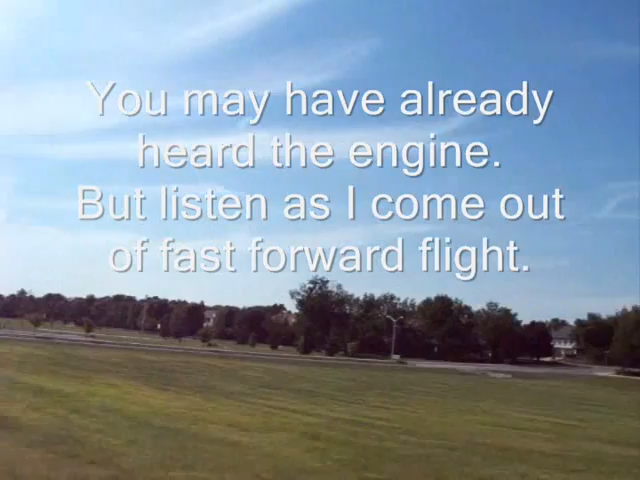 You may have already
heard the engine.
But listen as I come out
of fast forward flight.